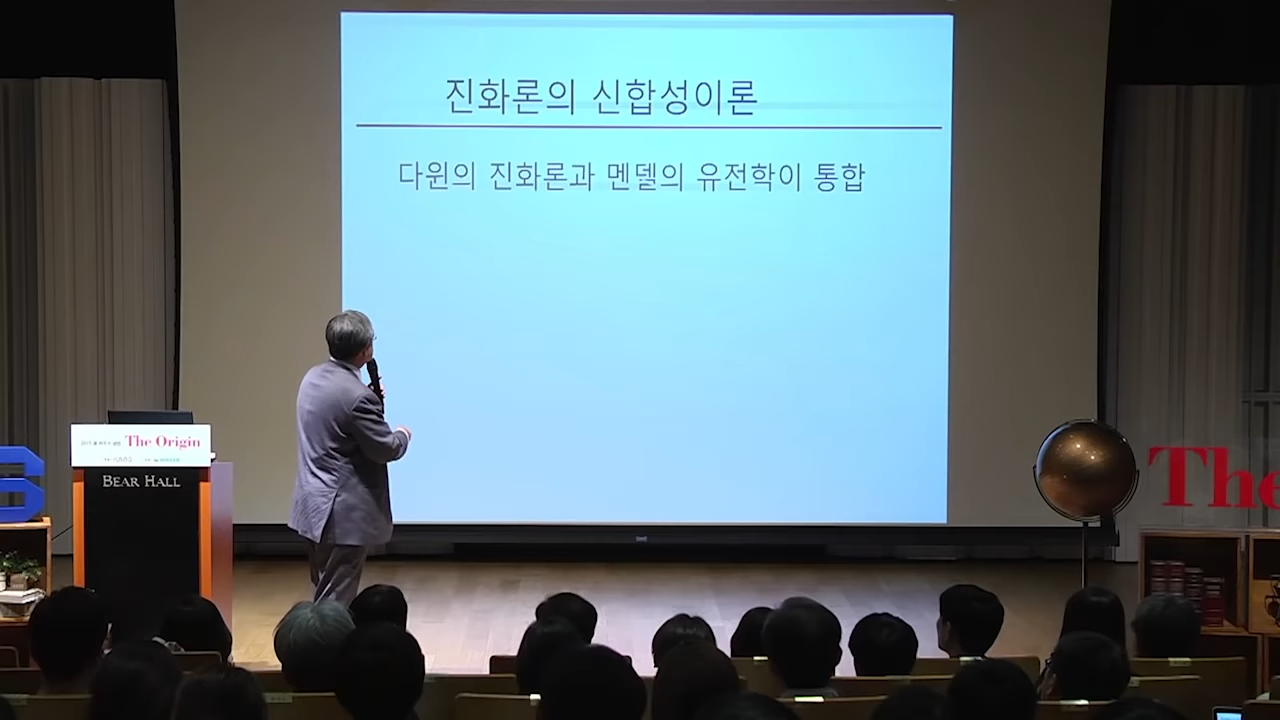 진화론의 신합성이론
다윈의 진화론과 멘델의 유전학이 통합
The Origin
BEAR HALL
The